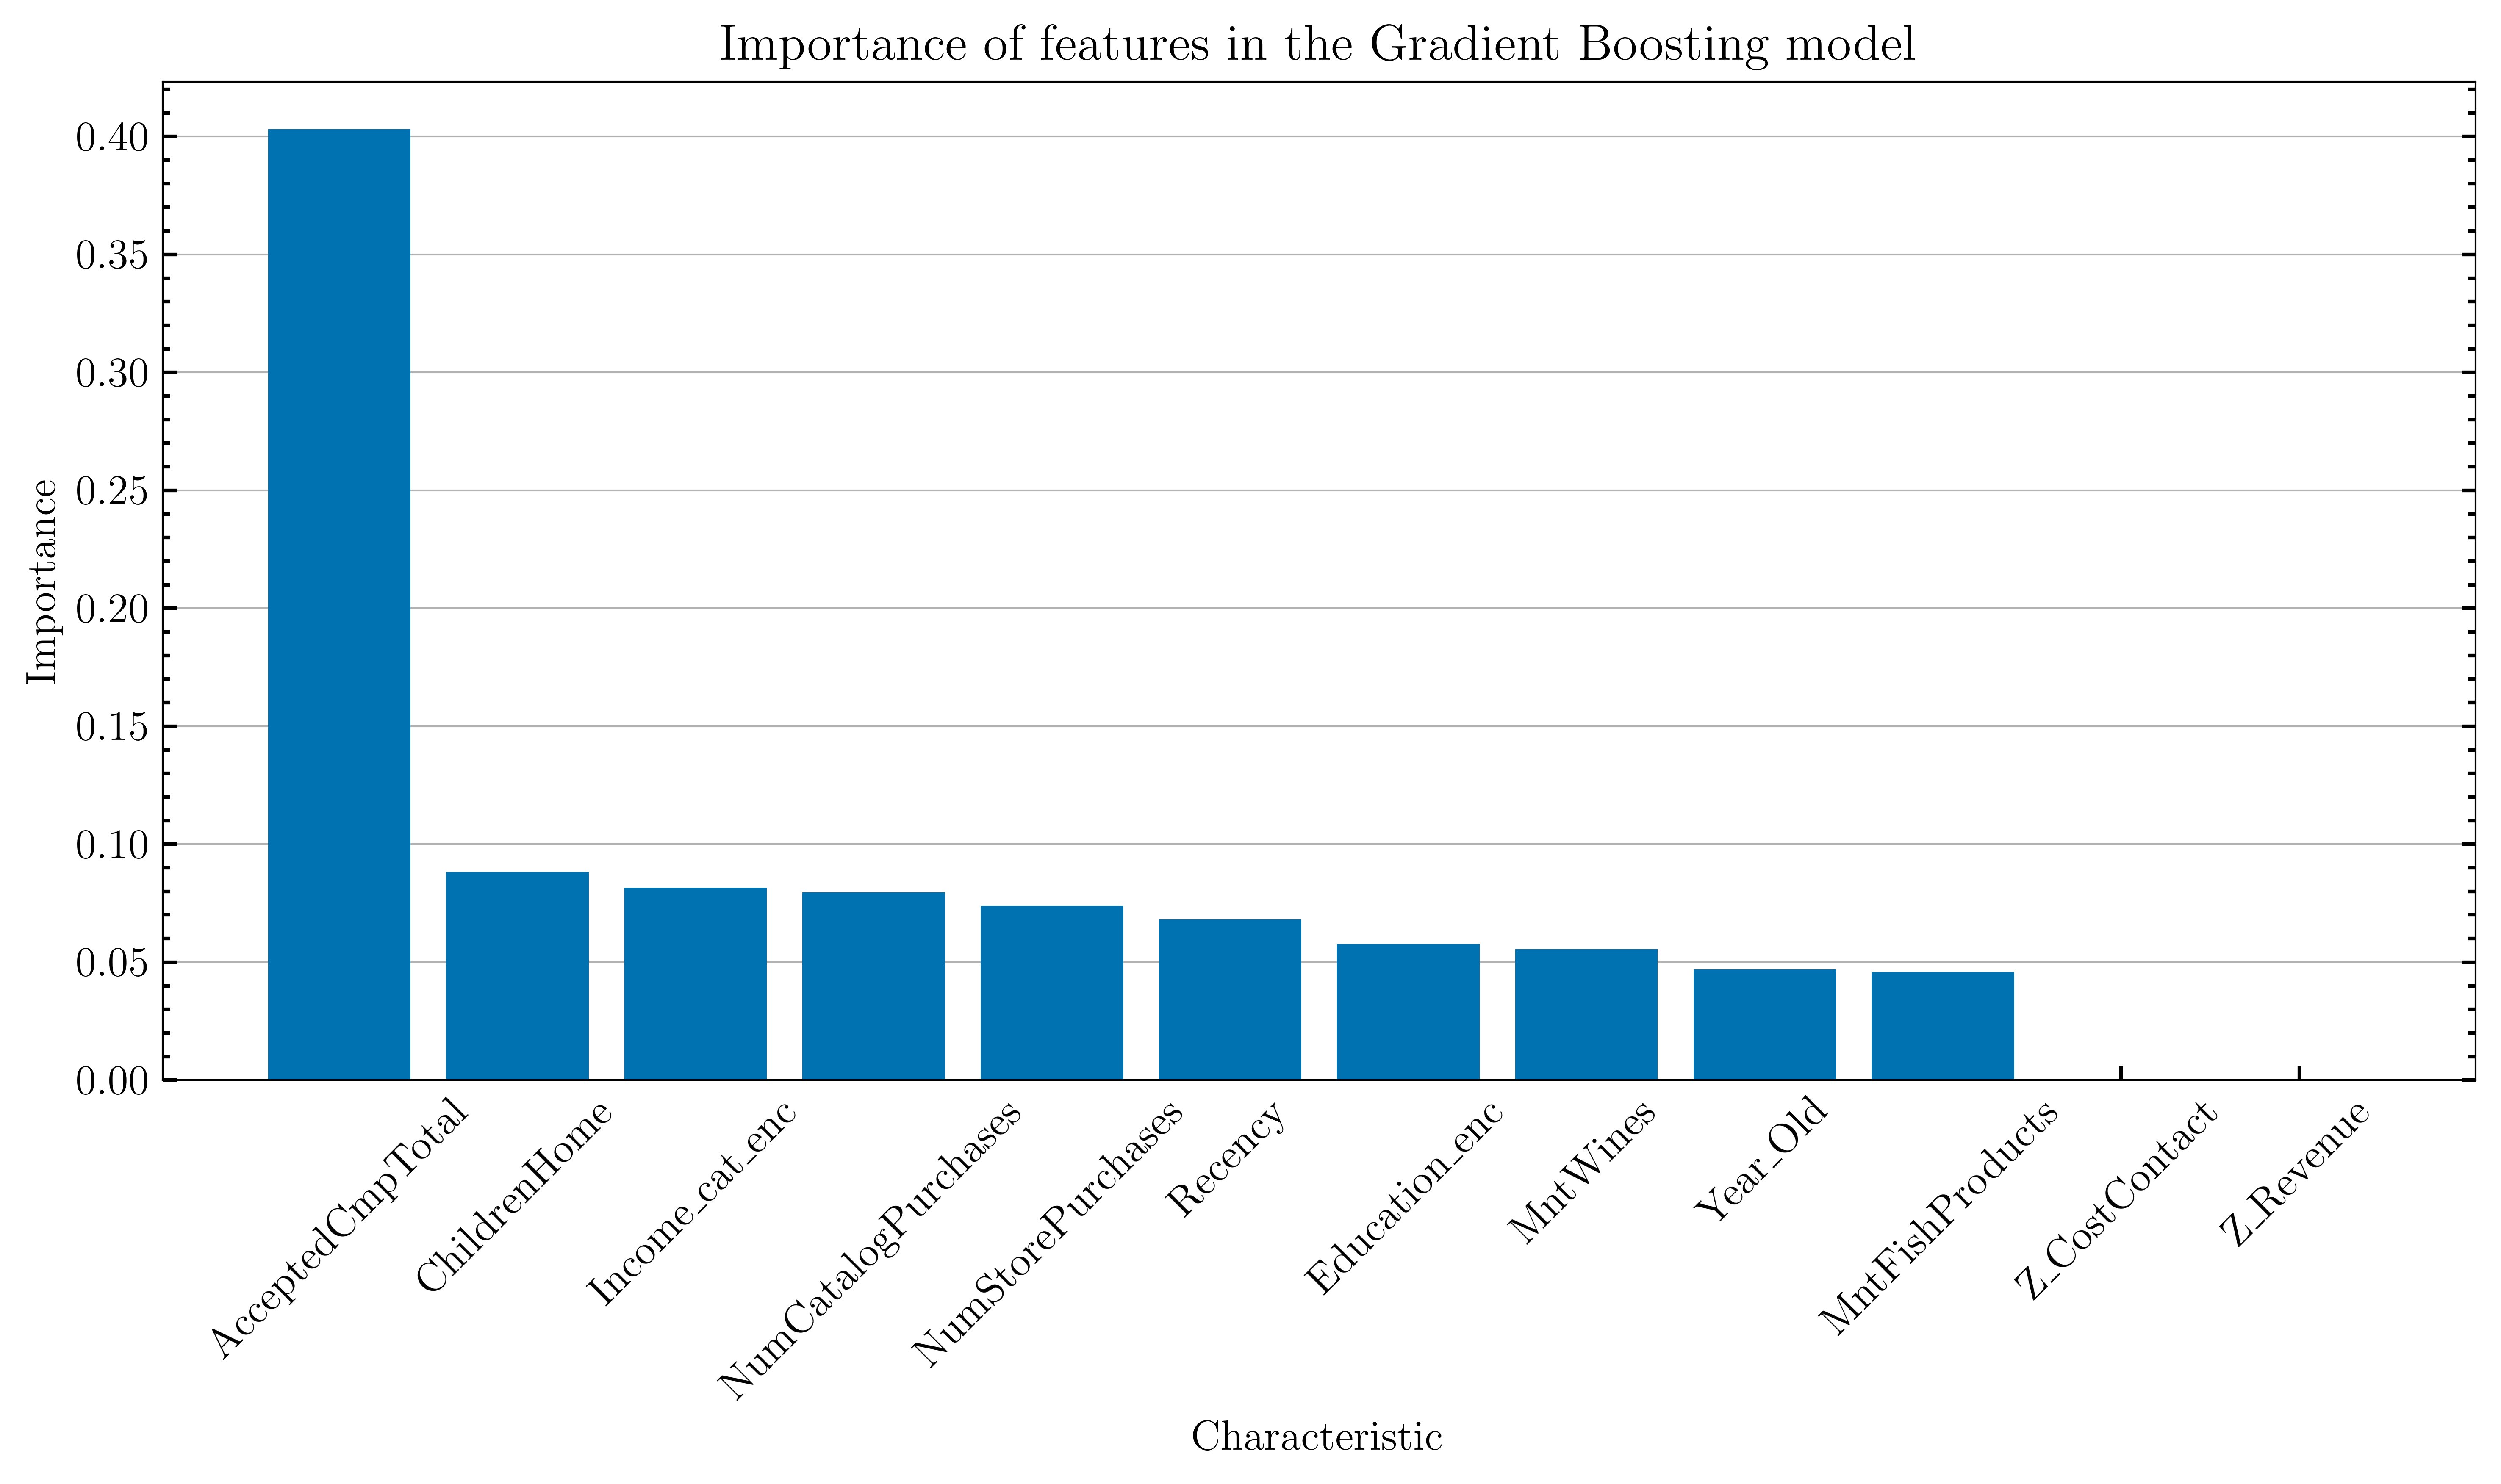 Importance of features in the Gradient Boosting model
Importance
0.40
0.35
0.30
0.25
0.20
0.15
0.10
0.05
0.00
AcceptedCmpTotal
ChildrenHome
Income_cat_enc
NumCatalogPurchases
NumStorePurchases
Recency
Education_enc
MntWines
Year_Old
MntFishProducts
Z_CostContact
Z_Revenue
Characteristic